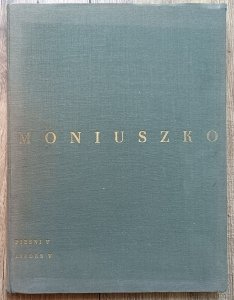 MONIUSZKO
PIEŚNI V
LIEDER V